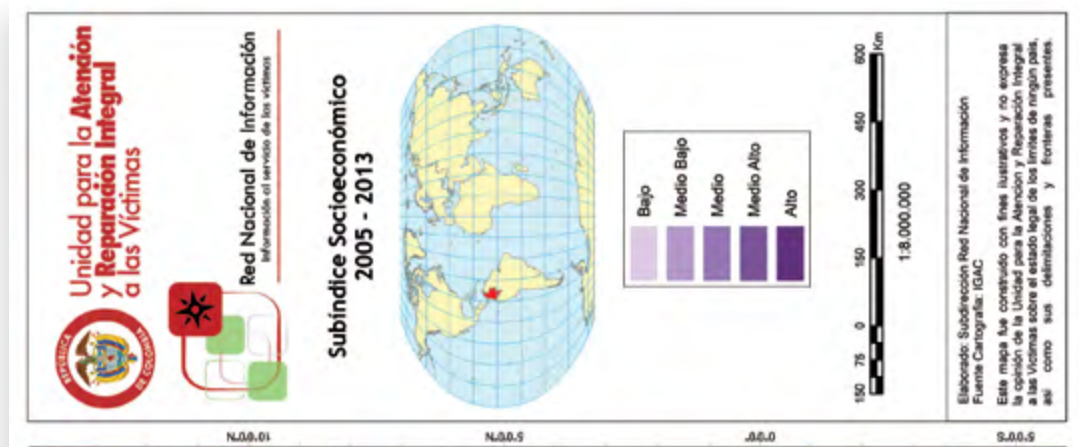 Unidad para la Atención
y Reparación Integral
a las Víctimas
REPUBLICA
DE COLOMBIA
Red Nacional de Información
Información al servicio de las víctimas
Subíndice Socioeconómico
2005 - 2013
Bajo
Medio Bajo
Medio
Medio Alto
Alto
150 75 0 150 300 450 600
Km
1:8.000.000
Elaborado: Subdirección Red Nacional de Información
Fuente Cartografía: IGAC
Este mapa fue construido con fines ilustrativos y no expresa
la opinión de la Unidad para la Atención y Reparación Integral
a las Víctimas sobre el estado legal de los límites de ningún país,
así como sus delimitaciones y fronteras presentes.
10°0'0"N
5°0'0"N
0°0'0"
5°0'0"S